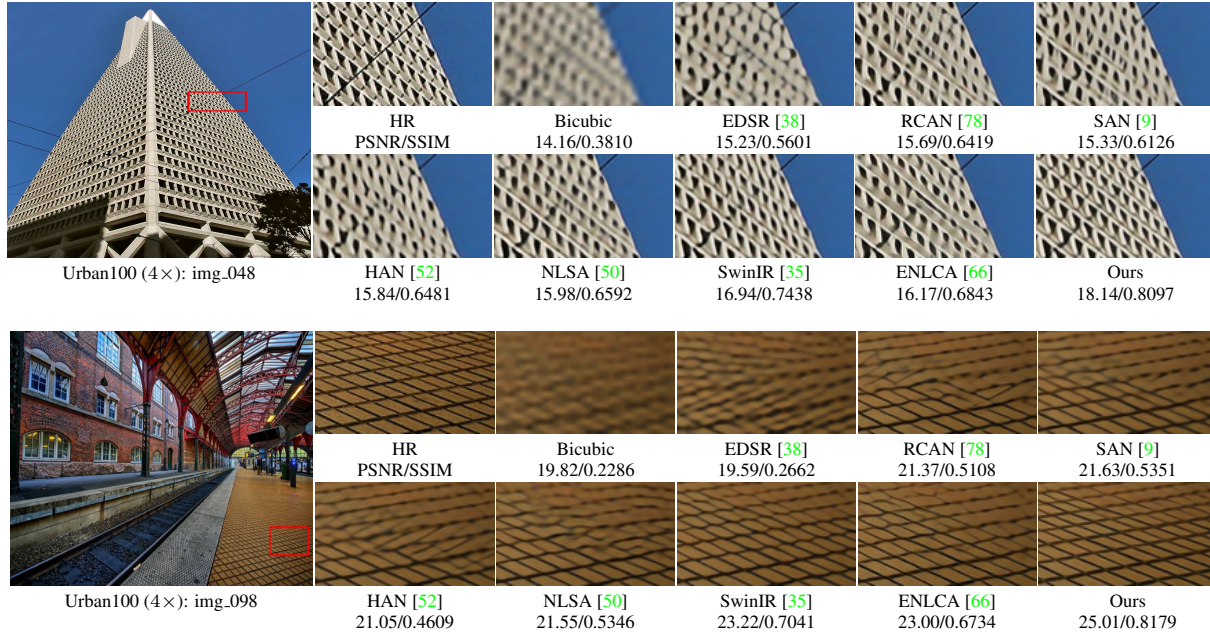 HR Bicubic EDSR [38] RCAN [78] SAN [9]
PSNR/SSIM 14.16/0.3810 15.23/0.5601 15.69/0.6419 15.33/0.6126
Urban100 (4×): img_048
HAN [52] NLSA [50] SwinIR [35] ENLCA [66] Ours
15.84/0.6481 15.98/0.6592 16.94/0.7438 16.17/0.6843 18.14/0.8097
HR Bicubic EDSR [38] RCAN [78] SAN [9]
PSNR/SSIM 19.82/0.2286 19.59/0.2662 21.37/0.5108 21.63/0.5351
Urban100 (4×): img_098
HAN [52] NLSA [50] SwinIR [35] ENLCA [66] Ours
21.05/0.4609 21.55/0.5346 23.22/0.7041 23.00/0.6734 25.01/0.8179